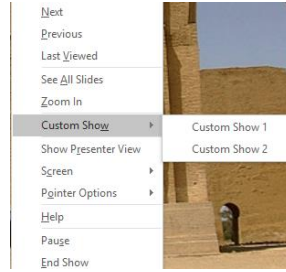 Next
Previous
Last Viewed
See All Slides
Zoom In
Custom Show
Custom Show 1
Custom Show 2
Show Presenter View
Screen
Pointer Options
Help
Pause
End Show